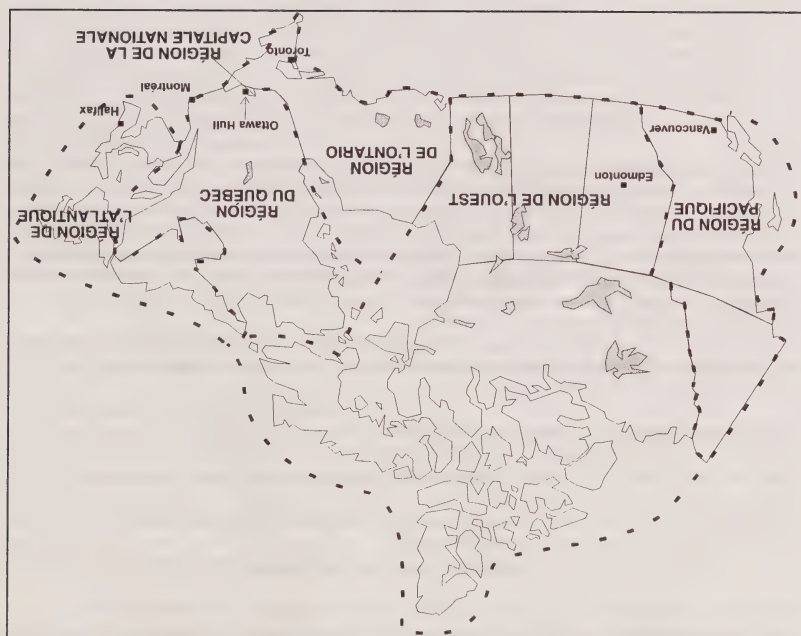 RÉGION DU
PACIFIQUE
Vancouver
Edmonton
RÉGION DE L'OUEST
RÉGION
DE L'ONTARIO
RÉGION
DU QUÉBEC
RÉGION DE
L'ATLANTIQUE
Ottawa Hull
Halifax
Montréal
Toronto
RÉGION DE LA
CAPITALE NATIONALE